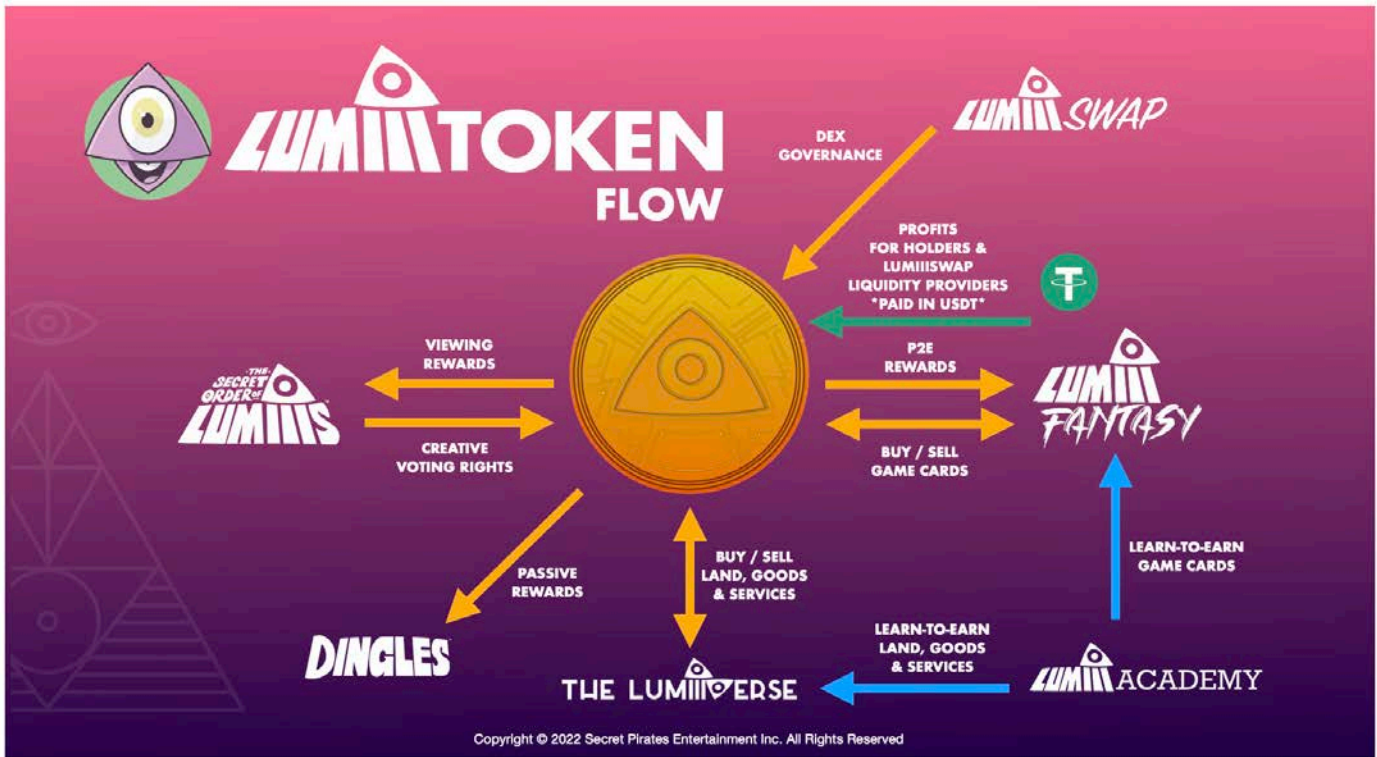 LUMIII TOKEN
FLOW
LUMIII SWAP
DEX
GOVERNANCE
PROFITS
FOR HOLDERS &
LUMIIISWAP
LIQUIDITY PROVIDERS
*PAID IN USDT*
T
VIEWING
REWARDS
P2E
REWARDS
·THE·
SECRET
ORDER OF
LUMIIIS
LUMIII
FANTASY
CREATIVE
VOTING RIGHTS
BUY / SELL
GAME CARDS
PASSIVE
REWARDS
BUY / SELL
LAND, GOODS
& SERVICES
LEARN-TO-EARN
GAME CARDS
DINGLES
LEARN-TO-EARN
LAND, GOODS
& SERVICES
THE LUMIIIVERSE
LUMIII ACADEMY
Copyright © 2022 Secret Pirates Entertainment Inc. All Rights Reserved